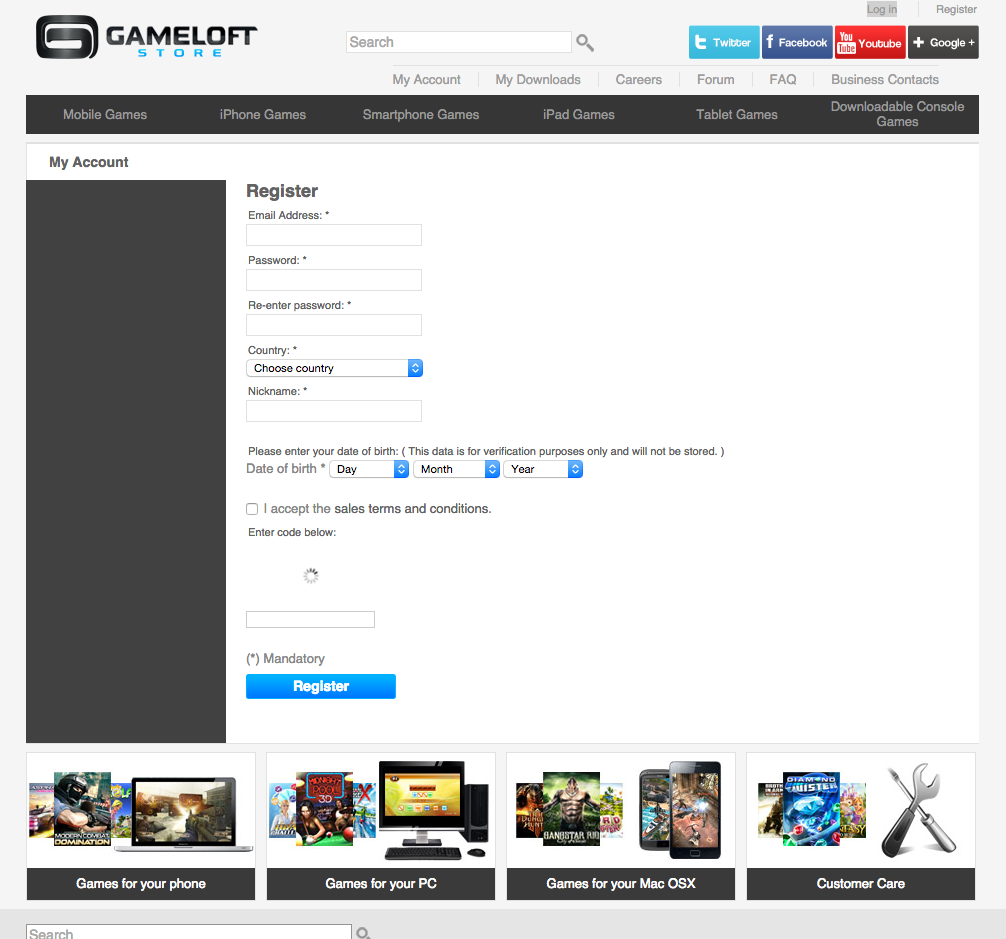 Log in
Register
GAMELOFT
STORE
Search
Twitter
Facebook
You
Tube
Youtube
Google +
My Account
My Downloads
Careers
Forum
FAQ
Business Contacts
Mobile Games
iPhone Games
Smartphone Games
iPad Games
Tablet Games
Downloadable Console
Games
My Account
Register
Email Address: *
Password: *
Re-enter password: *
Country: *
Choose country
Nickname: *
Please enter your date of birth: ( This data is for verification purposes only and will not be stored. )
Date of birth * Day Month Year
I accept the sales terms and conditions.
Enter code below:
(*) Mandatory
Register
MODERN COMBAT
DOMINATION
MIDNIGHT
POOL
3D
GANGSTAR RIO
DIAMOND
TWISTER
Games for your phone
Games for your PC
Games for your Mac OSX
Customer Care
Search